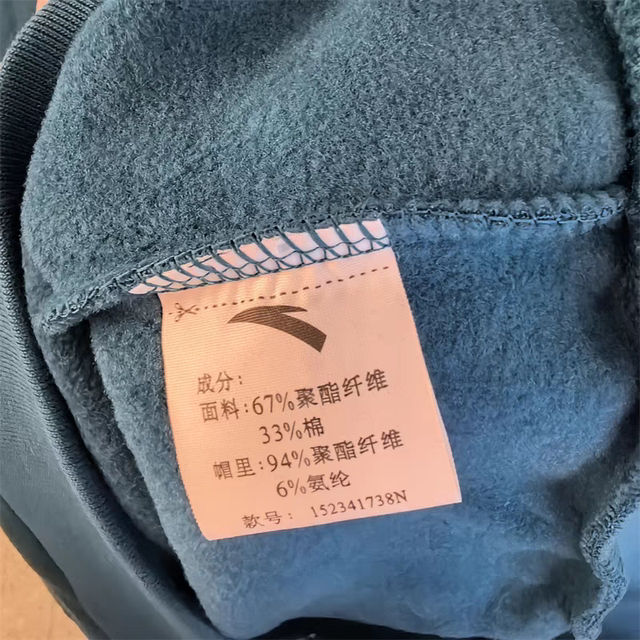 成分:
面料:67%聚酯纤维
33%棉
帽里:94%聚酯纤维
6%氨纶
款号: 152341738N